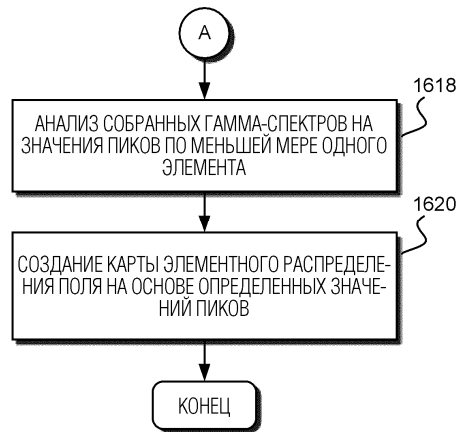 А
1618
АНАЛИЗ СОБРАННЫХ ГАММА-СПЕКТРОВ НА
ЗНАЧЕНИЯ ПИКОВ ПО МЕНЬШЕЙ МЕРЕ ОДНОГО
ЭЛЕМЕНТА
1620
СОЗДАНИЕ КАРТЫ ЭЛЕМЕНТНОГО РАСПРЕДЕЛЕ-
НИЯ ПОЛЯ НА ОСНОВЕ ОПРЕДЕЛЕННЫХ ЗНАЧЕ-
НИЙ ПИКОВ
КОНЕЦ